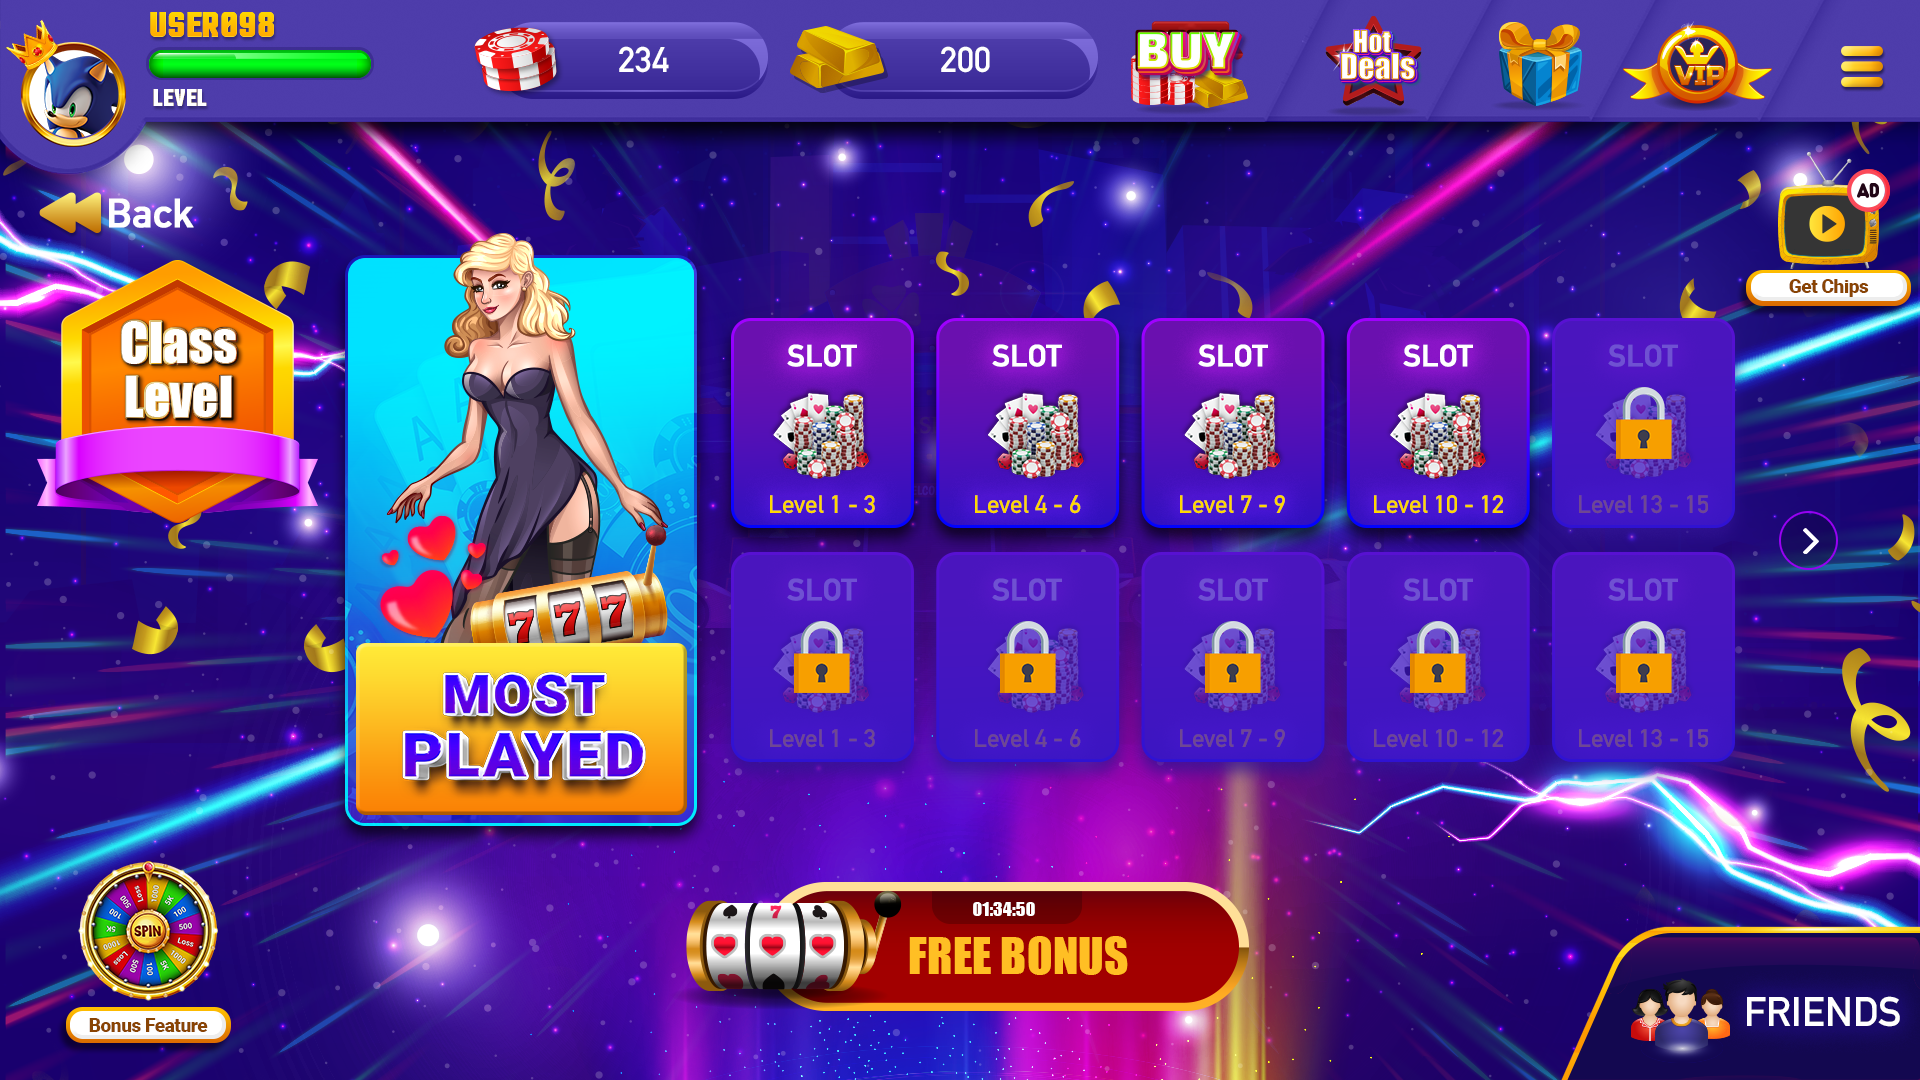 USER098
LEVEL
234
200
BUY
Hot
Deals
VIP
Back
AD
Get Chips
Class
Level
777
MOST
PLAYED
SLOT
Level 1 - 3
SLOT
Level 4 - 6
SLOT
Level 7 - 9
SLOT
Level 10 - 12
SLOT
Level 13 - 15
SLOT
Level 1 - 3
SLOT
Level 4 - 6
SLOT
Level 7 - 9
SLOT
Level 10 - 12
SLOT
Level 13 - 15
SPIN
Bonus Feature
7
01:34:50
FREE BONUS
FRIENDS